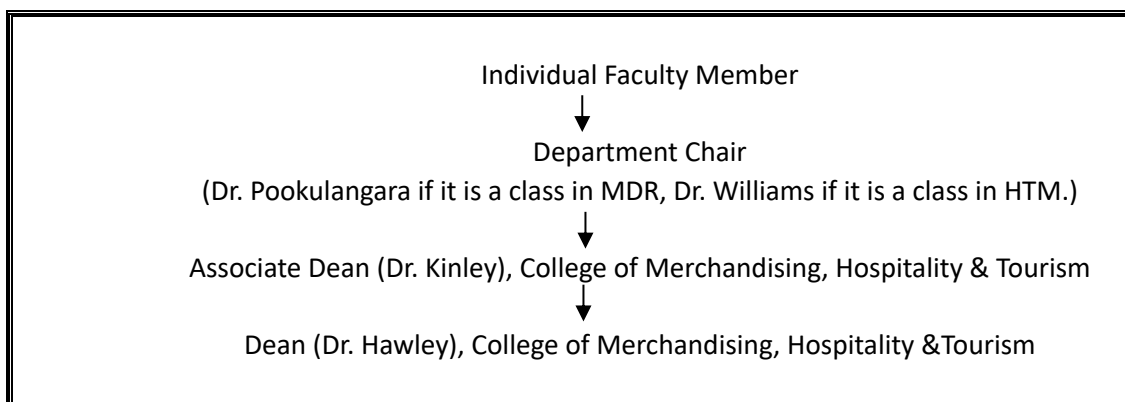 Individual Faculty Member
Department Chair
(Dr. Pookulangara if it is a class in MDR, Dr. Williams if it is a class in HTM.)
Associate Dean (Dr. Kinley), College of Merchandising, Hospitality & Tourism
Dean (Dr. Hawley), College of Merchandising, Hospitality &Tourism